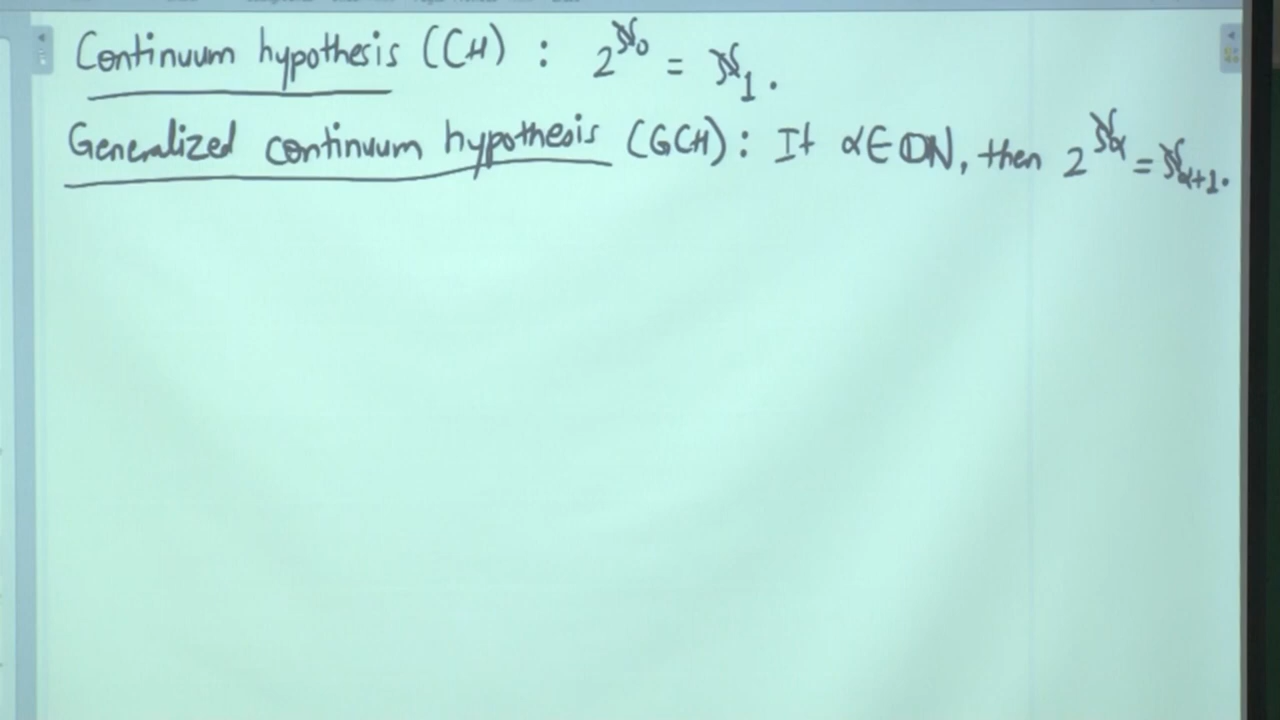 Continuum hypothesis (CH) : 2^ℵ₀ = ℵ₁.
Generalized continuum hypothesis (GCH) : If α∈ON, then 2^ℵ_α = ℵ_α+1.